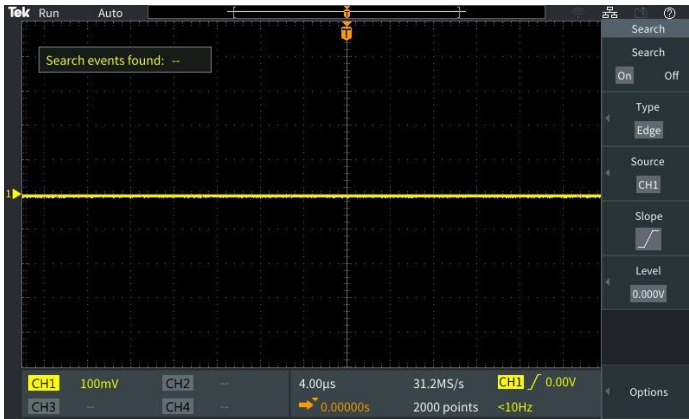 Tek Run Auto
T
T
Search
Search events found: --
Search
On Off
Type
Edge
Source
CH1
1
Slope
Level
0.000V
CH1 100mV CH2 -- 4.00µs 31.2MS/s CH1 0.00V
CH3 -- CH4 -- 0.00000s 2000 points <10Hz
Options